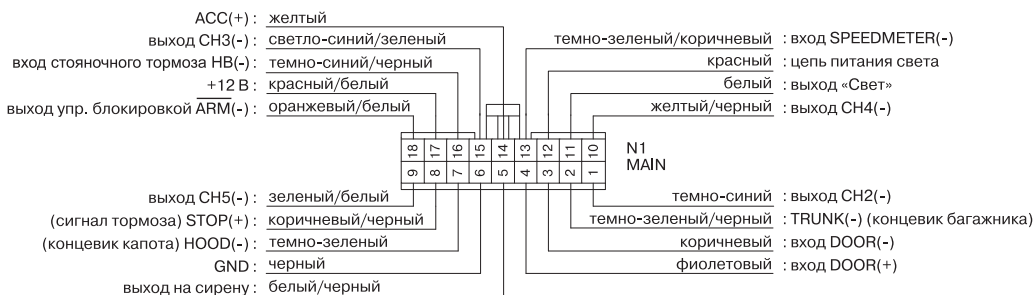 ACC(+) : желтый
выход CH3(-) : светло-синий/зеленый
вход стояночного тормоза HB(-) : темно-синий/черный
+12 В : красный/белый
выход упр. блокировкой ARM(-) : оранжевый/белый
темно-зеленый/коричневый : вход SPEEDMETER(-)
красный : цепь питания света
белый : выход «Свет»
желтый/черный : выход CH4(-)
18 17 16 15 14 13 12 11 10
9 8 7 6 5 4 3 2 1
N1
MAIN
выход CH5(-) : зеленый/белый
(сигнал тормоза) STOP(+) : коричневый/черный
(концевик капота) HOOD(-) : темно-зеленый
GND : черный
выход на сирену : белый/черный
темно-синий : выход CH2(-)
темно-зеленый/черный : TRUNK(-) (концевик багажника)
коричневый : вход DOOR(-)
фиолетовый : вход DOOR(+)